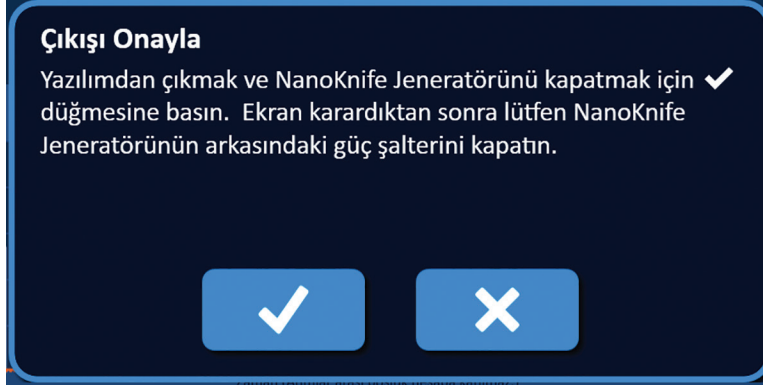 Çıkışı Onayla
Yazılımdan çıkmak ve NanoKnife Jeneratörünü kapatmak için ✔
düğmesine basın. Ekran karardıktan sonra lütfen NanoKnife
Jeneratörünün arkasındaki güç şalterini kapatın.